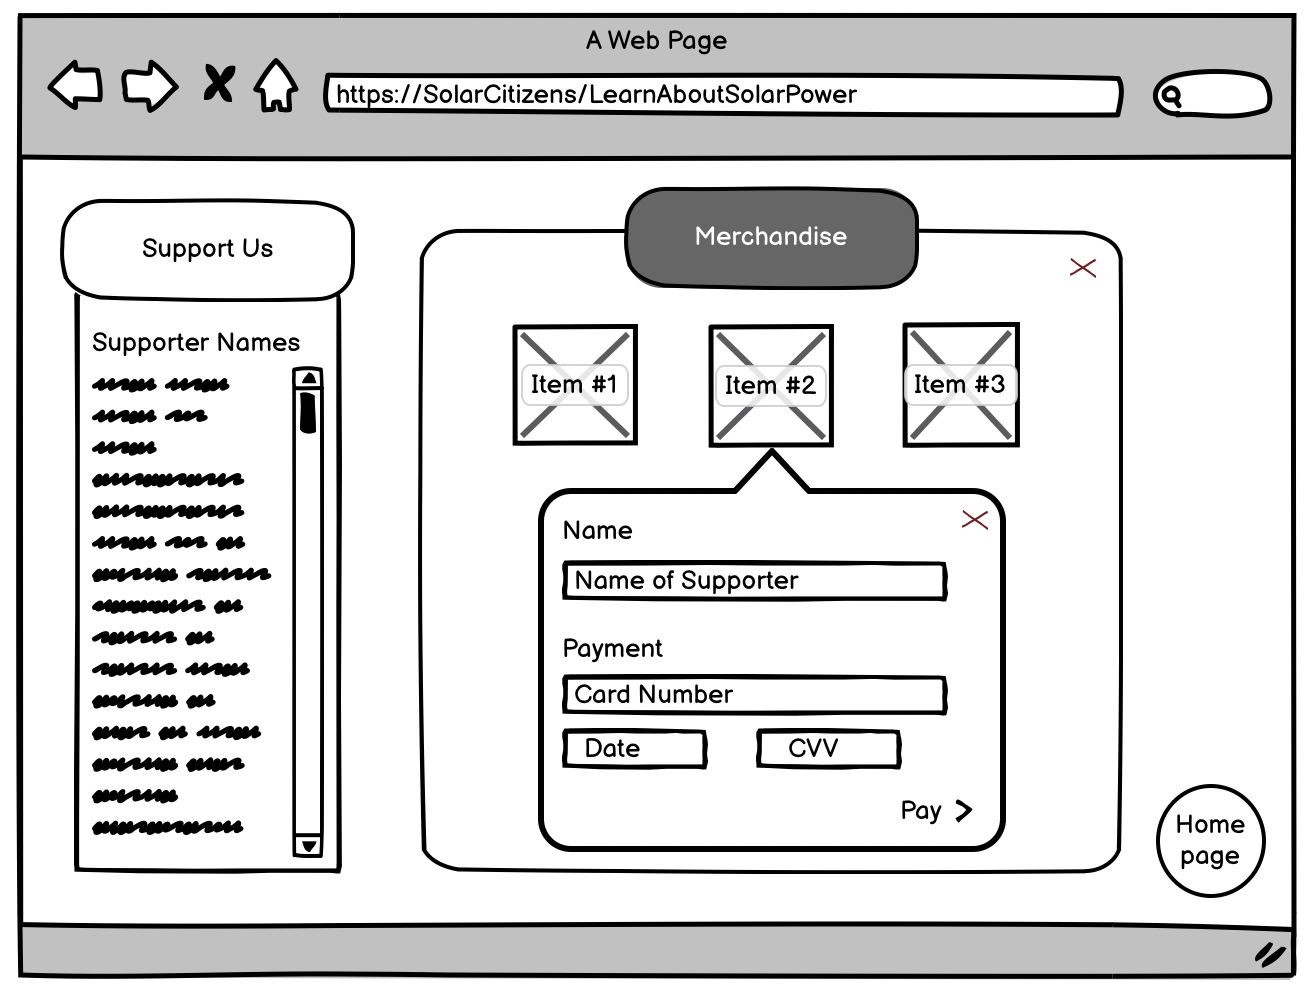 A Web Page
https://SolarCitizens/LearnAboutSolarPower
Support Us
Supporter Names
Merchandise
Item #1
Item #2
Item #3
Name
Name of Supporter
Payment
Card Number
Date
CVV
Pay
Home
page